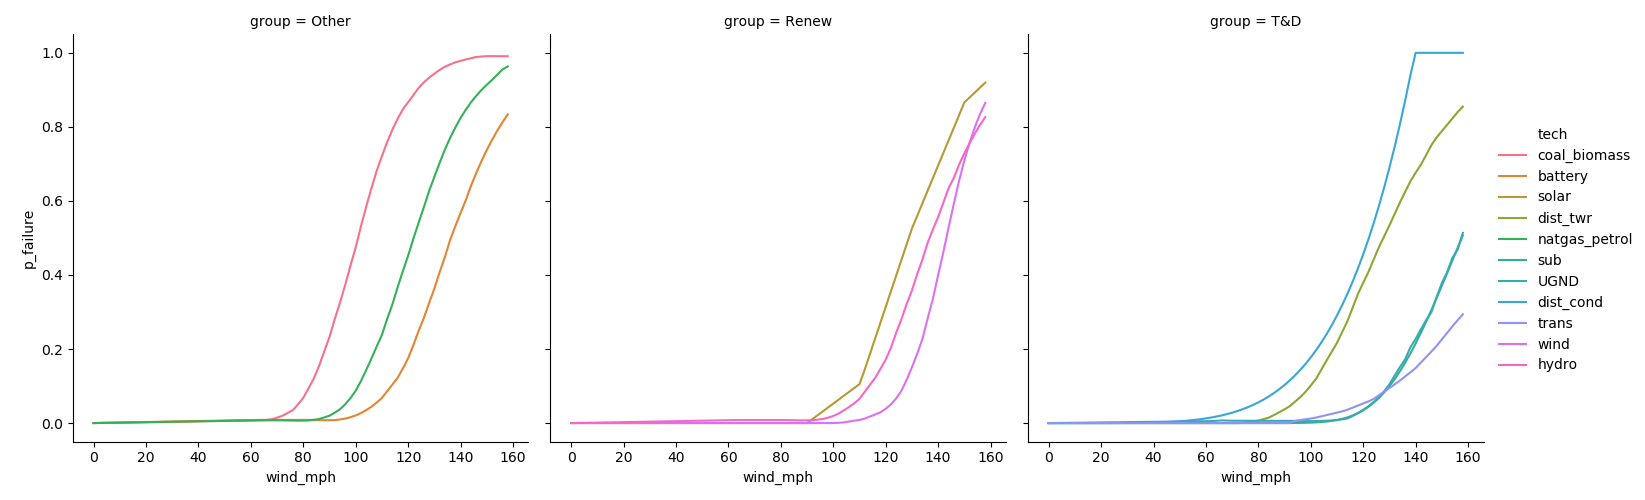 group = Other
group = Renew
group = T&D
p_failure
1.0
0.8
0.6
0.4
0.2
0.0
0 20 40 60 80 100 120 140 160
0 20 40 60 80 100 120 140 160
0 20 40 60 80 100 120 140 160
wind_mph
wind_mph
wind_mph
tech
coal_biomass
battery
solar
dist_twr
natgas_petrol
sub
UGND
dist_cond
trans
wind
hydro